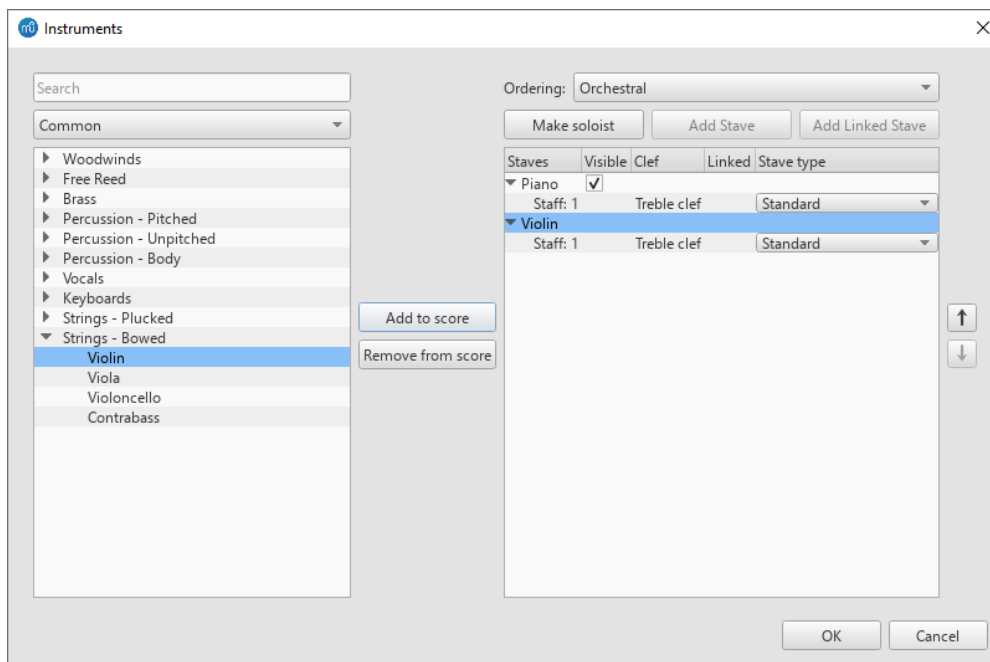 Instruments
Search
Common
Woodwinds
Free Reed
Brass
Percussion - Pitched
Percussion - Unpitched
Percussion - Body
Vocals
Keyboards
Strings - Plucked
Strings - Bowed
Violin
Viola
Violoncello
Contrabass
Add to score
Remove from score
Ordering: Orchestral
Make soloist Add Stave Add Linked Stave
Staves Visible Clef Linked Stave type
Piano
Staff: 1 Treble clef Standard
Violin
Staff: 1 Treble clef Standard
OK Cancel